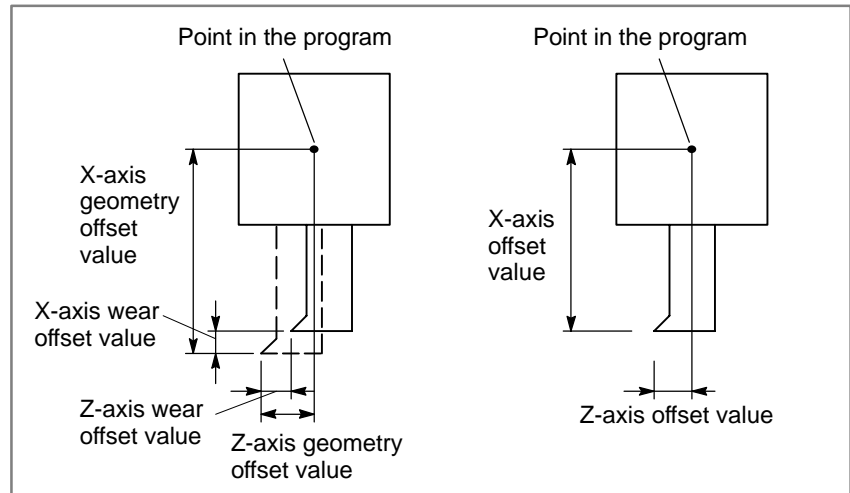 Point in the program
X-axis
geometry
offset
value
X-axis wear
offset value
Z-axis wear
offset value
Z-axis geometry
offset value
Point in the program
X-axis
offset
value
Z-axis offset value